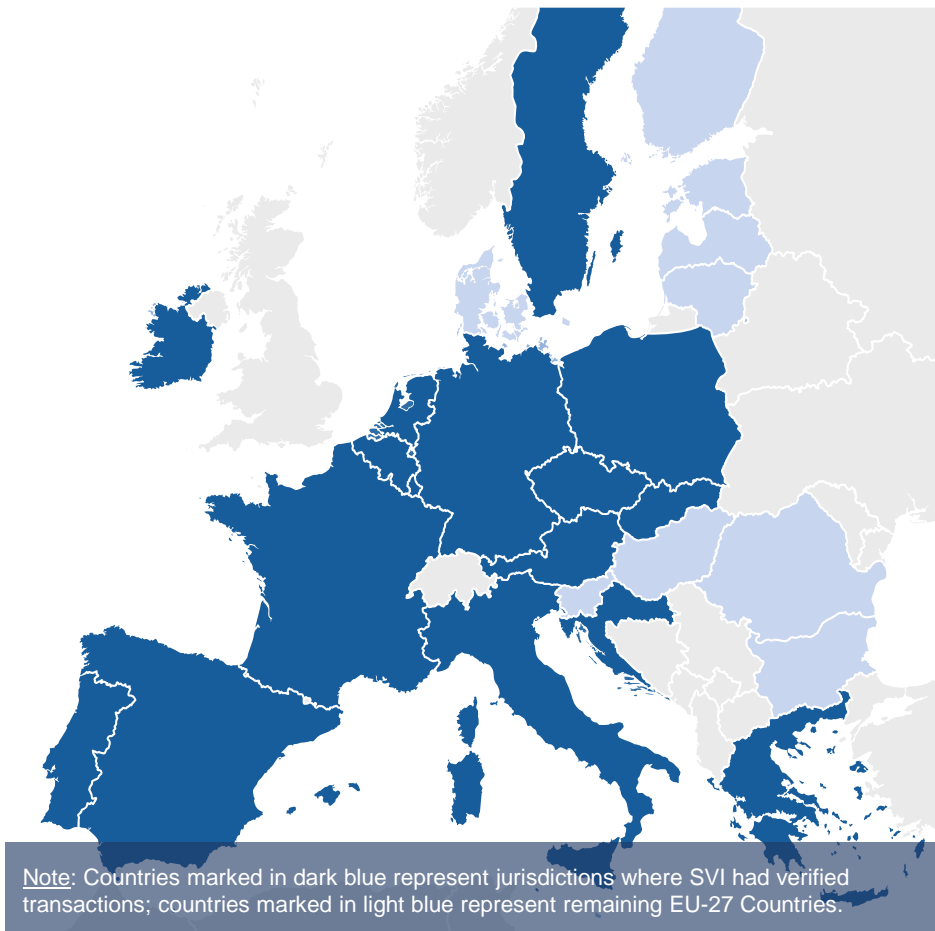 Note: Countries marked in dark blue represent jurisdictions where SVI had verified
transactions; countries marked in light blue represent remaining EU-27 Countries.